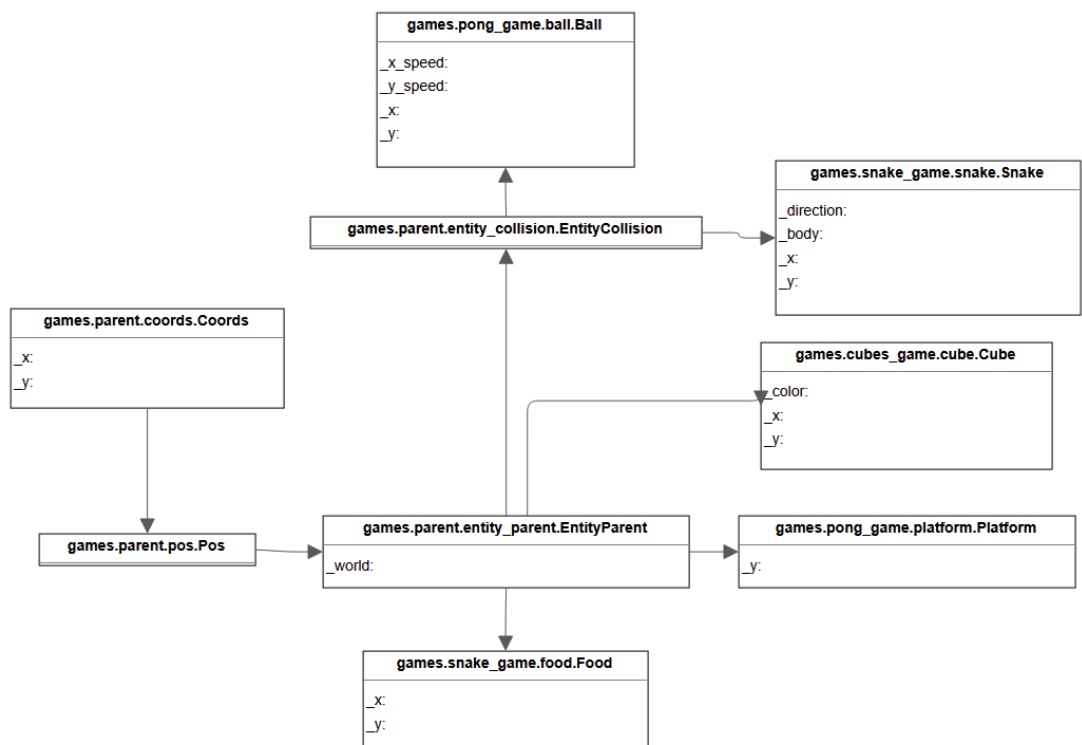 games.pong_game.ball.Ball
_x_speed:
_y_speed:
_x:
_y:
games.snake_game.snake.Snake
_direction:
_body:
_x:
_y:
games.parent.entity_collision.EntityCollision
games.parent.coords.Coords
_x:
_y:
games.cubes_game.cube.Cube
_color:
_x:
_y:
games.parent.pos.Pos
games.parent.entity_parent.EntityParent
_world:
games.pong_game.platform.Platform
_y:
games.snake_game.food.Food
_x:
_y: